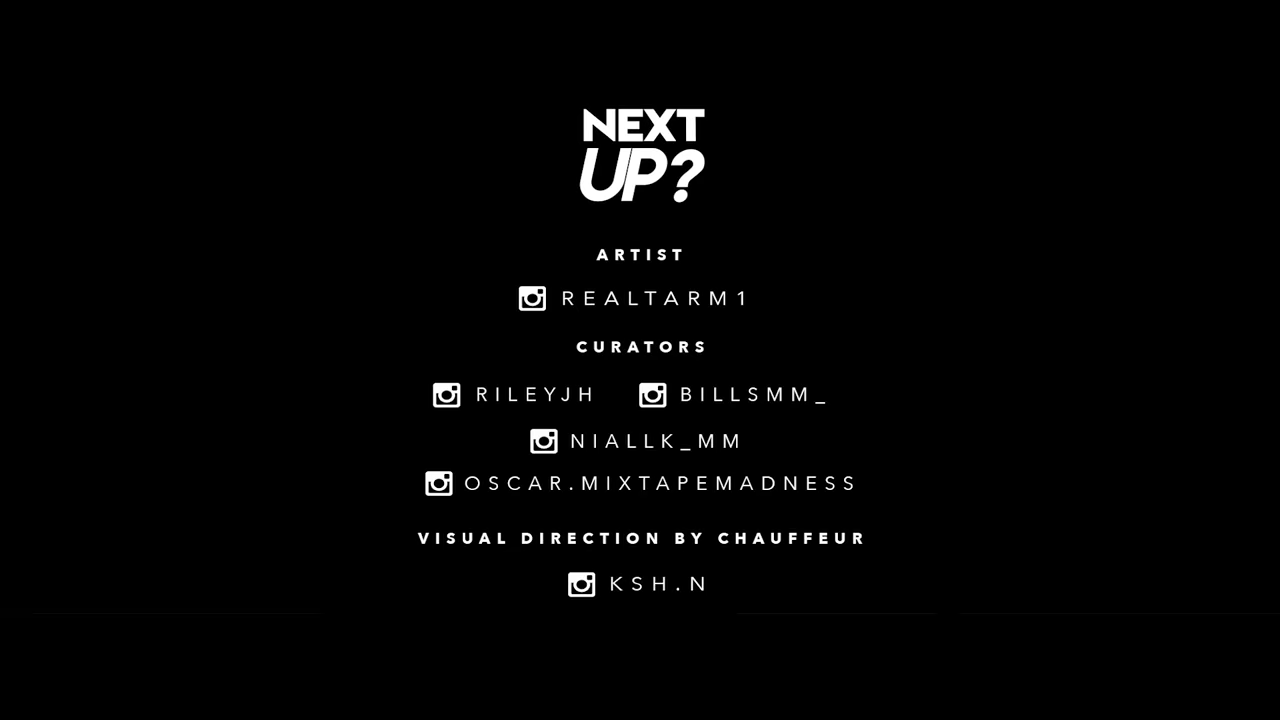 NEXT
UP?
ARTIST
REALTARM1
CURATORS
RILEYJH BILLSMM_
NIALLK_MM
OSCAR.MIXTAPEMADNESS
VISUAL DIRECTION BY CHAUFFEUR
KSH.N